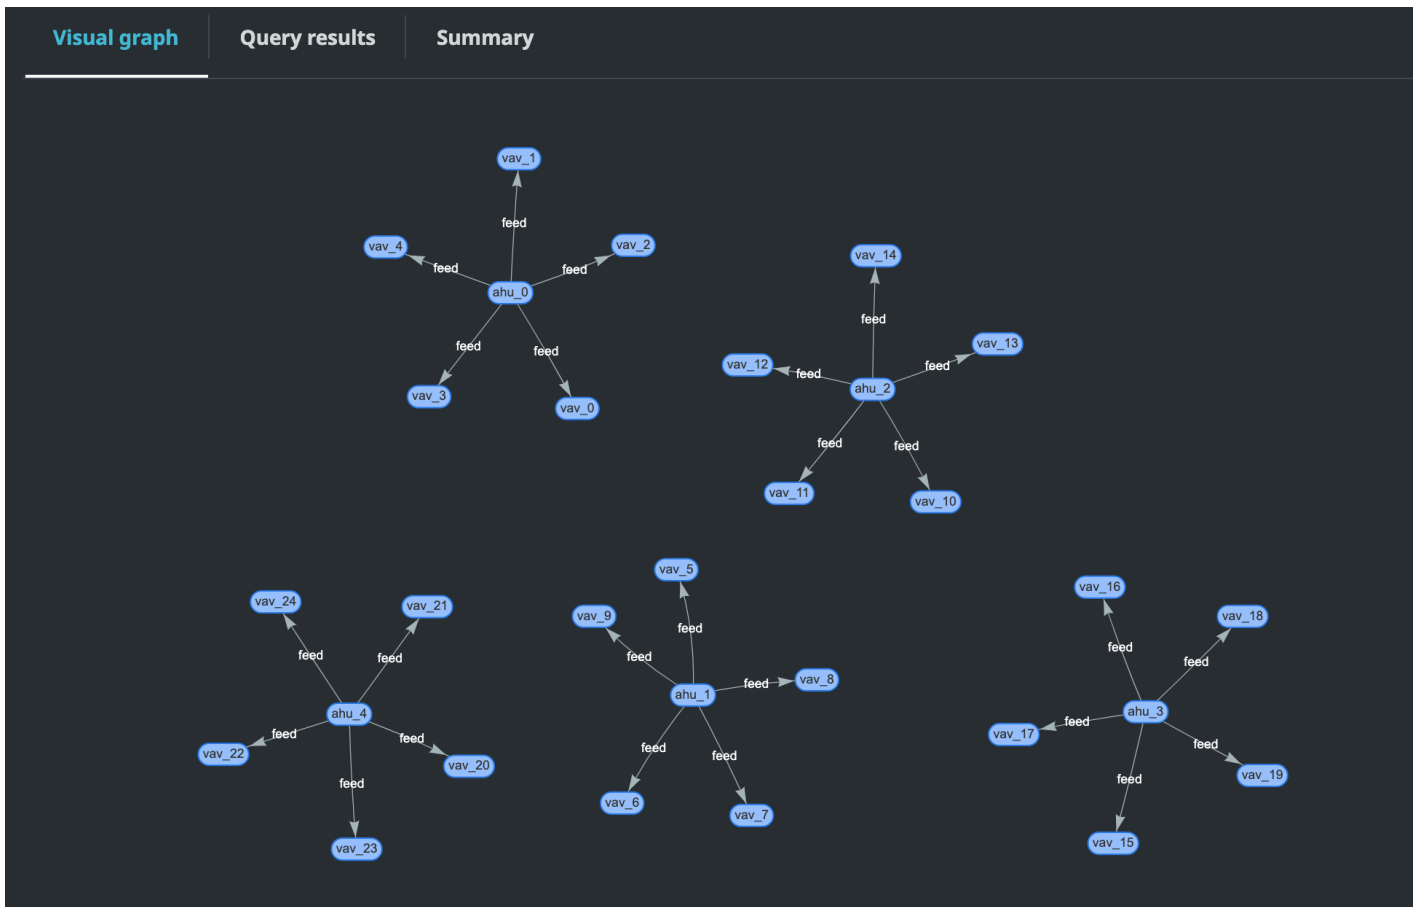 Visual graph
Query results
Summary
vav_1
feed
vav_4
vav_2
feed
feed
ahu_0
feed
feed
vav_3
vav_0
vav_14
feed
vav_13
vav_12
feed
feed
ahu_2
feed
feed
vav_11
vav_10
vav_24
vav_21
feed
feed
ahu_4
feed
feed
vav_22
vav_20
feed
vav_23
vav_5
vav_9
feed
feed
vav_8
feed
ahu_1
feed
feed
vav_6
vav_7
vav_16
vav_18
feed
feed
ahu_3
feed
vav_17
feed
vav_19
feed
vav_15